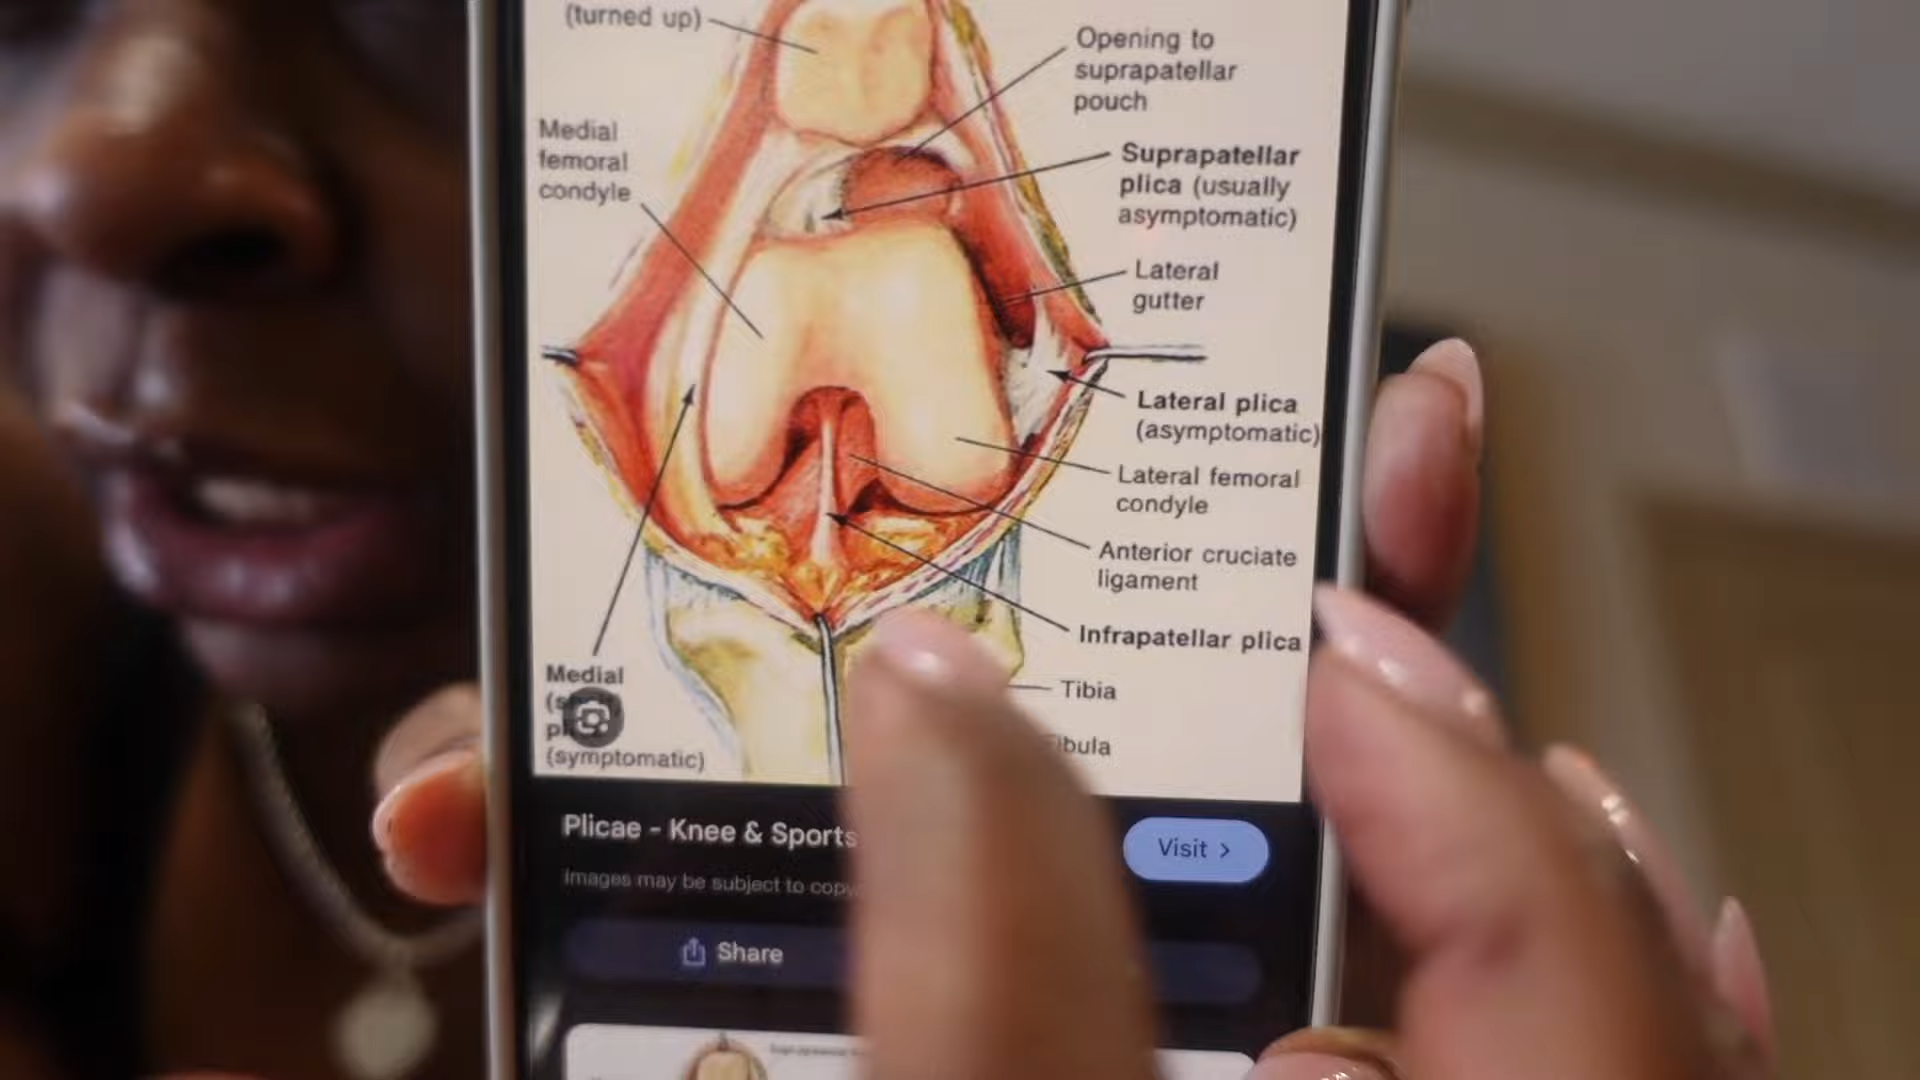 (turned up)
Opening to
suprapatellar
pouch
Medial
femoral
condyle
Suprapatellar
plica (usually
asymptomatic)
Lateral
gutter
Lateral plica
(asymptomatic)
Lateral femoral
condyle
Anterior cruciate
ligament
Infrapatellar plica
Medial
(symptomatic)
Tibia
Plicae - Knee & Sports
Images may be subject to
Visit >
Share